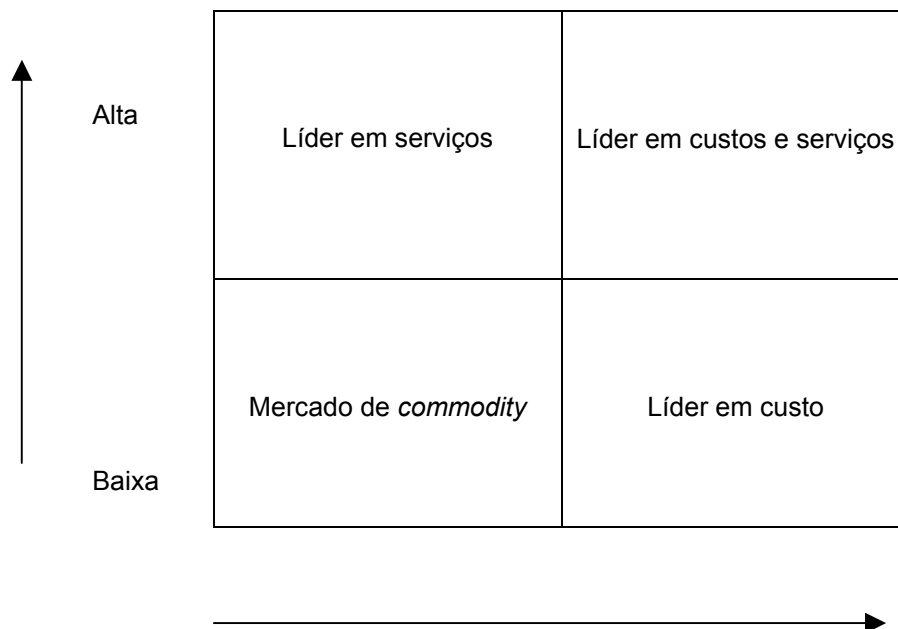 Alta
Líder em serviços
Líder em custos e serviços
Mercado de commodity
Líder em custo
Baixa